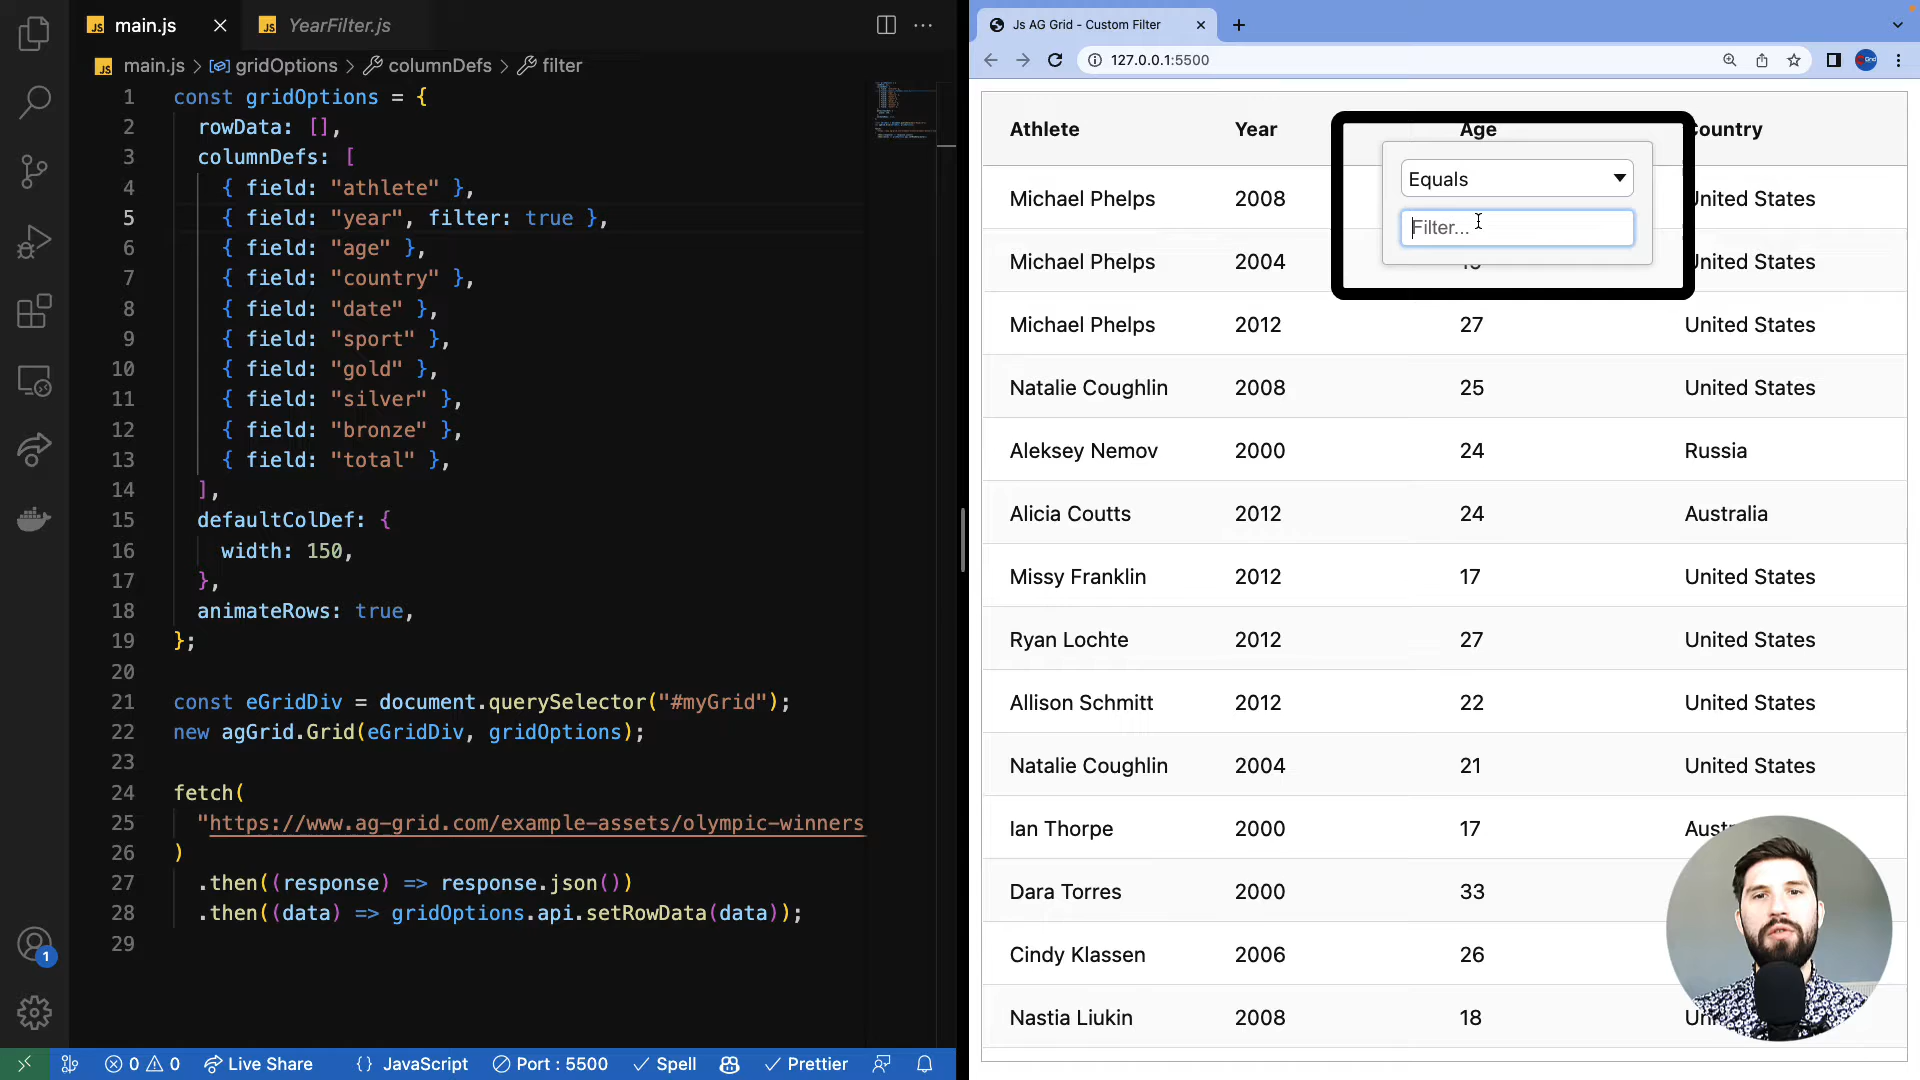 main.js
YearFilter.js
main.js > gridOptions > columnDefs > filter
1 const gridOptions = {
2 rowData: [],
3 columnDefs: [
4 { field: "athlete" },
5 { field: "year", filter: true },
6 { field: "age" },
7 { field: "country" },
8 { field: "date" },
9 { field: "sport" },
10 { field: "gold" },
11 { field: "silver" },
12 { field: "bronze" },
13 { field: "total" },
14 ],
15 defaultColDef: {
16 width: 150,
17 },
18 animateRows: true,
19 };
20
21 const eGridDiv = document.querySelector("#myGrid");
22 new agGrid.Grid(eGridDiv, gridOptions);
23
24 fetch(
25 "https://www.ag-grid.com/example-assets/olympic-winners
26 )
27 .then((response) => response.json())
28 .then((data) => gridOptions.api.setRowData(data));
29
1
0 0 Live Share {} JavaScript Port : 5500 Spell Prettier
Js AG Grid - Custom Filter
127.0.0.1:5500
Athlete Year Age Country
Equals
Filter...
Michael Phelps 2008 United States
Michael Phelps 2004 United States
Michael Phelps 2012 27 United States
Natalie Coughlin 2008 25 United States
Aleksey Nemov 2000 24 Russia
Alicia Coutts 2012 24 Australia
Missy Franklin 2012 17 United States
Ryan Lochte 2012 27 United States
Allison Schmitt 2012 22 United States
Natalie Coughlin 2004 21 United States
Ian Thorpe 2000 17
Dara Torres 2000 33
Cindy Klassen 2006 26
Nastia Liukin 2008 18